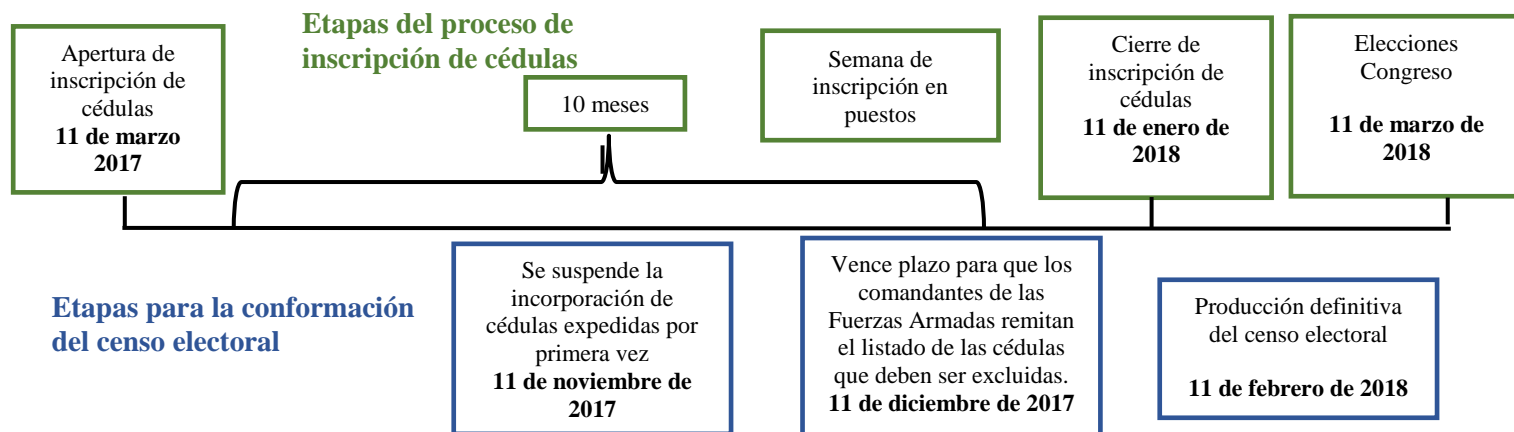 Etapas del proceso de
inscripción de cédulas
Apertura de
inscripción de
cédulas
11 de marzo
2017
10 meses
Semana de
inscripción en
puestos
Cierre de
inscripción de
cédulas
11 de enero de
2018
Elecciones
Congreso
11 de marzo de
2018
Etapas para la conformación
del censo electoral
Se suspende la
incorporación de
cédulas expedidas por
primera vez
11 de noviembre de
2017
Vence plazo para que los
comandantes de las
Fuerzas Armadas remitan
el listado de las cédulas
que deben ser excluidas.
11 de diciembre de 2017
Producción definitiva
del censo electoral
11 de febrero de 2018